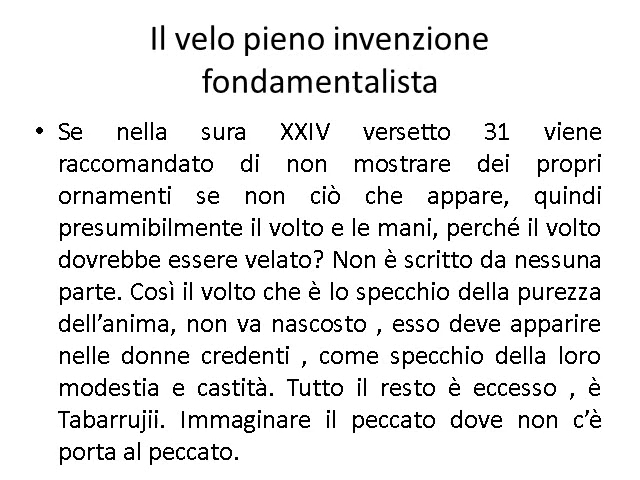 Il velo pieno invenzione
fondamentalista
• Se nella sura XXIV versetto 31 viene
raccomandato di non mostrare dei propri
ornamenti se non ciò che appare, quindi
presumibilmente il volto e le mani, perché il volto
dovrebbe essere velato? Non è scritto da nessuna
parte. Così il volto che è lo specchio della purezza
dell’anima, non va nascosto , esso deve apparire
nelle donne credenti , come specchio della loro
modestia e castità. Tutto il resto è eccesso , è
Tabarrujii. Immaginare il peccato dove non c’è
porta al peccato.